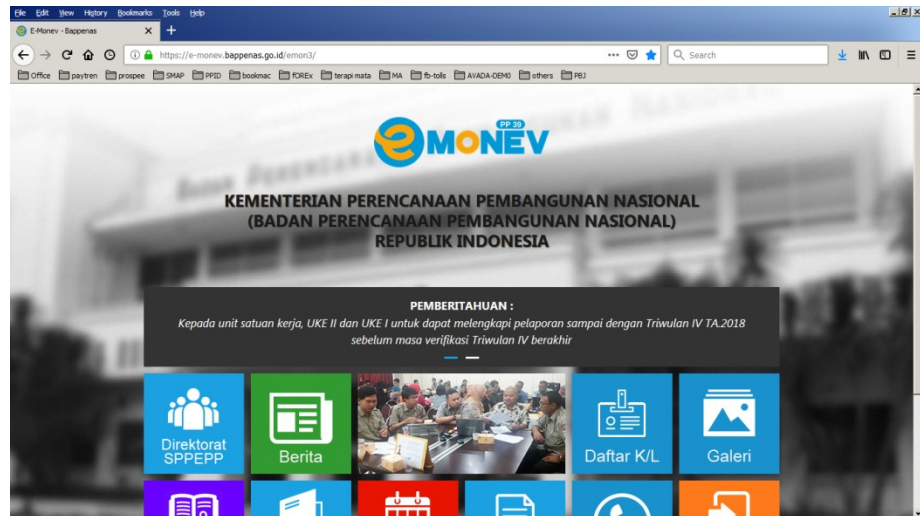 File Edit View History Bookmarks Tools Help
E-Monev - Bappenas
https://e-monev.bappenas.go.id/emon3/
Search
Office paytren prospee SMAP PPID bookmac fOREx terapi mata MA fb-tolls AVADA-DEM0 others PBJ
PP 39
eMONEV
KEMENTERIAN PERENCANAAN PEMBANGUNAN NASIONAL
(BADAN PERENCANAAN PEMBANGUNAN NASIONAL)
REPUBLIK INDONESIA
PEMBERITAHUAN :
Kepada unit satuan kerja, UKE II dan UKE I untuk dapat melengkapi pelaporan sampai dengan Triwulan IV TA.2018
sebelum masa verifikasi Triwulan IV berakhir
Direktorat
SPPEPP
Berita
Daftar K/L
Galeri